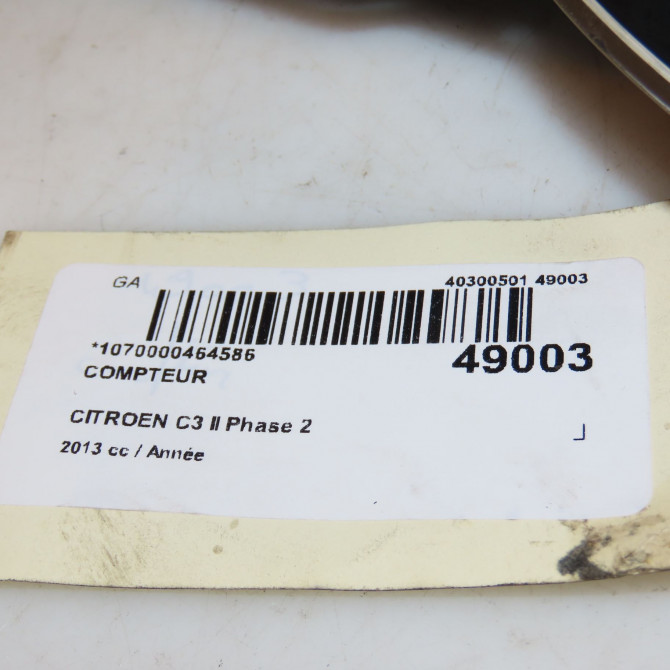 GA 40300501 49003
*1070000464586 49003
COMPTEUR
CITROEN C3 II Phase 2
2013 cc / Année